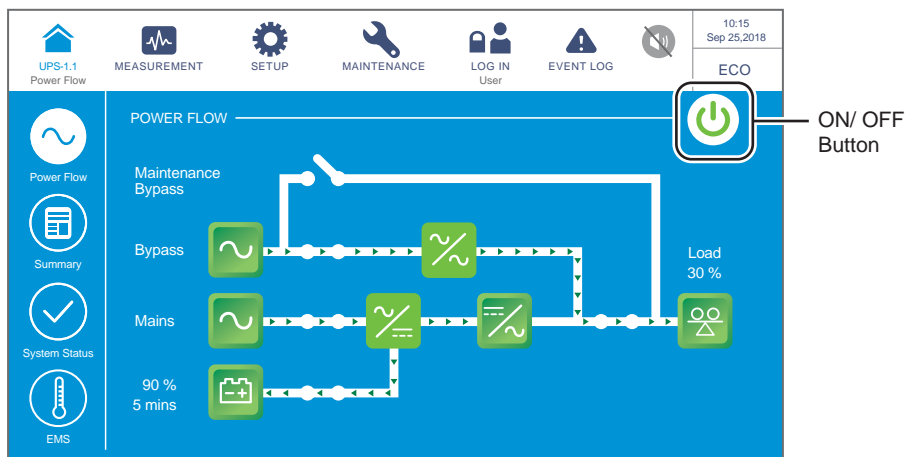 UPS-1.1
Power Flow
MEASUREMENT
SETUP
MAINTENANCE
LOG IN
User
EVENT LOG
10:15
Sep 25,2018
ECO
POWER FLOW
ON/ OFF
Button
Power Flow
Summary
System Status
EMS
Maintenance
Bypass
Bypass
Mains
90 %
5 mins
Load
30 %